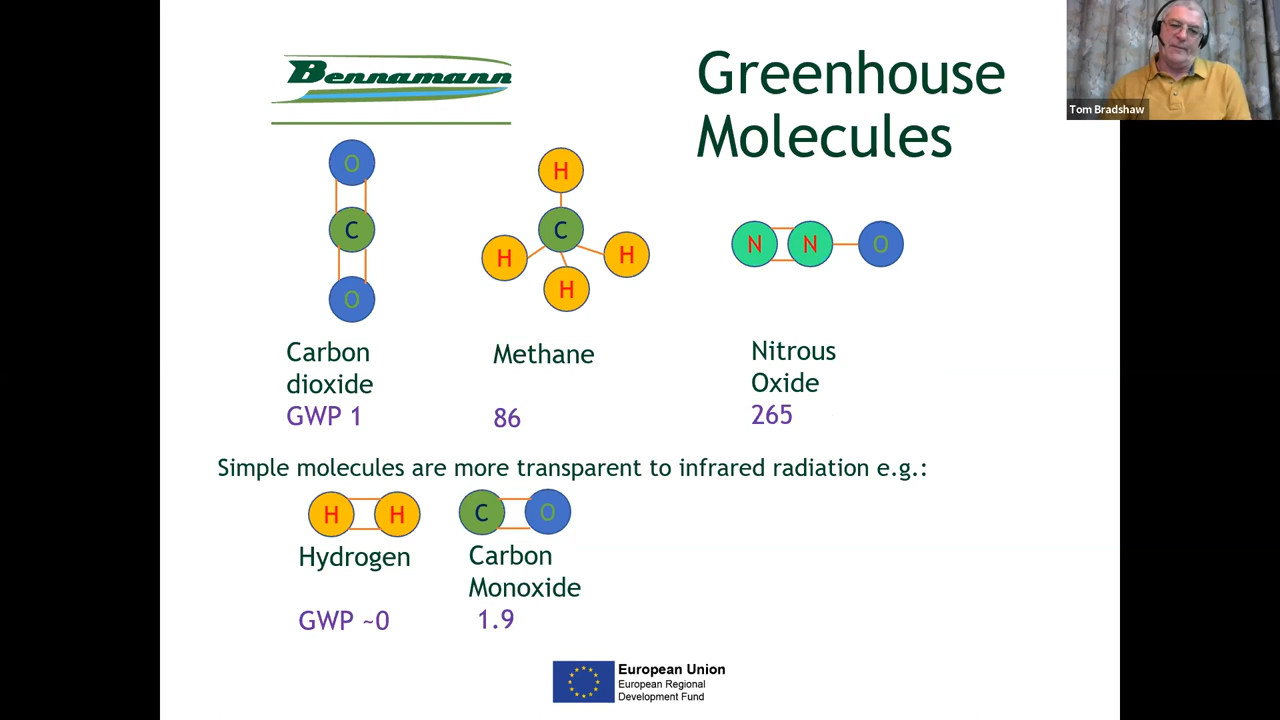 Bennamann
Greenhouse
Molecules
Tom Bradshaw
O
C
O
H
C
H
H
H
N N O
Carbon
dioxide
GWP 1
Methane
86
Nitrous
Oxide
265
Simple molecules are more transparent to infrared radiation e.g.:
H H
C O
Hydrogen
GWP ~0
Carbon
Monoxide
1.9
European Union
European Regional
Development Fund